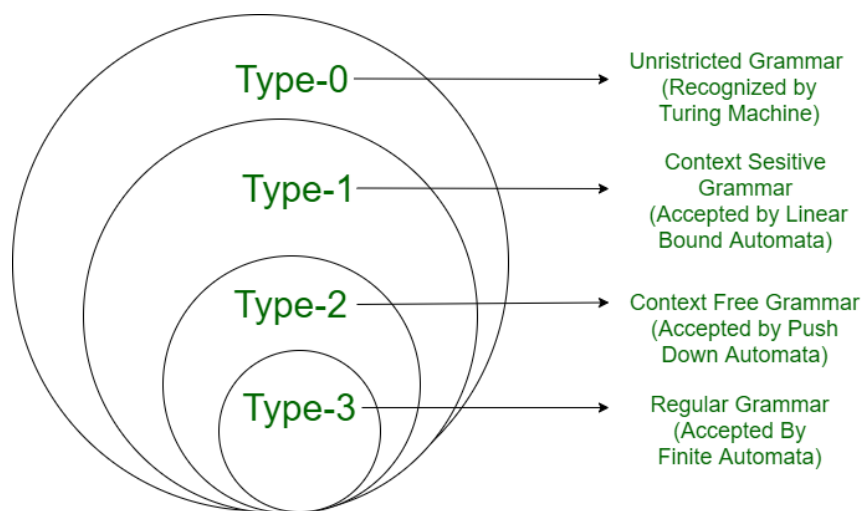 Type-0
Unristricted Grammar
(Recognized by
Turing Machine)
Type-1
Context Sesitive
Grammar
(Accepted by Linear
Bound Automata)
Type-2
Context Free Grammar
(Accepted by Push
Down Automata)
Type-3
Regular Grammar
(Accepted By
Finite Automata)